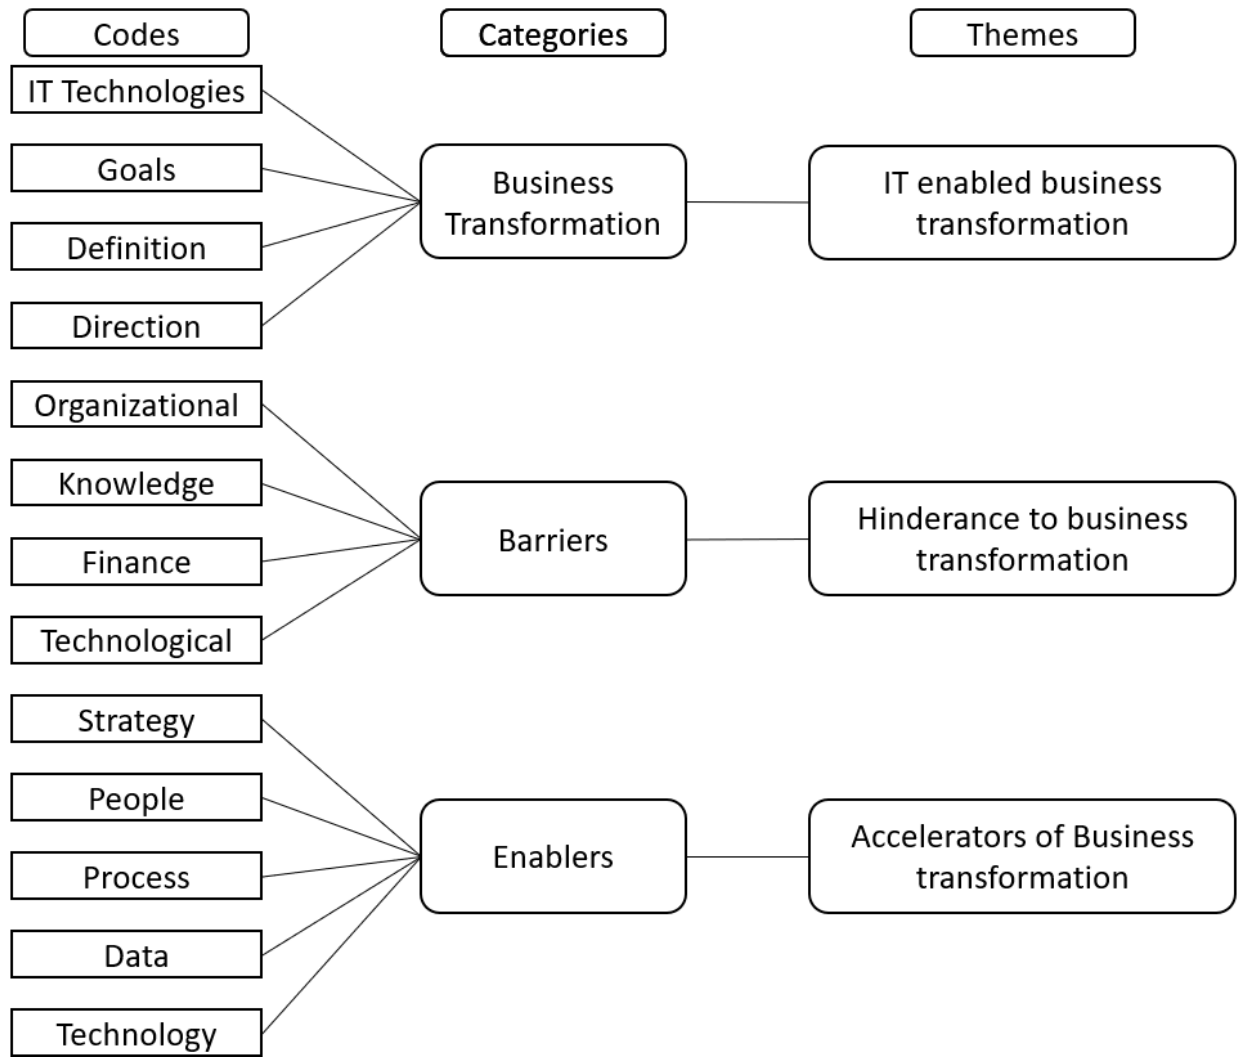 Codes
Categories
Themes
IT Technologies
Goals
Definition
Direction
Business
Transformation
IT enabled business
transformation
Organizational
Knowledge
Finance
Technological
Barriers
Hinderance to business
transformation
Strategy
People
Process
Data
Technology
Enablers
Accelerators of Business
transformation